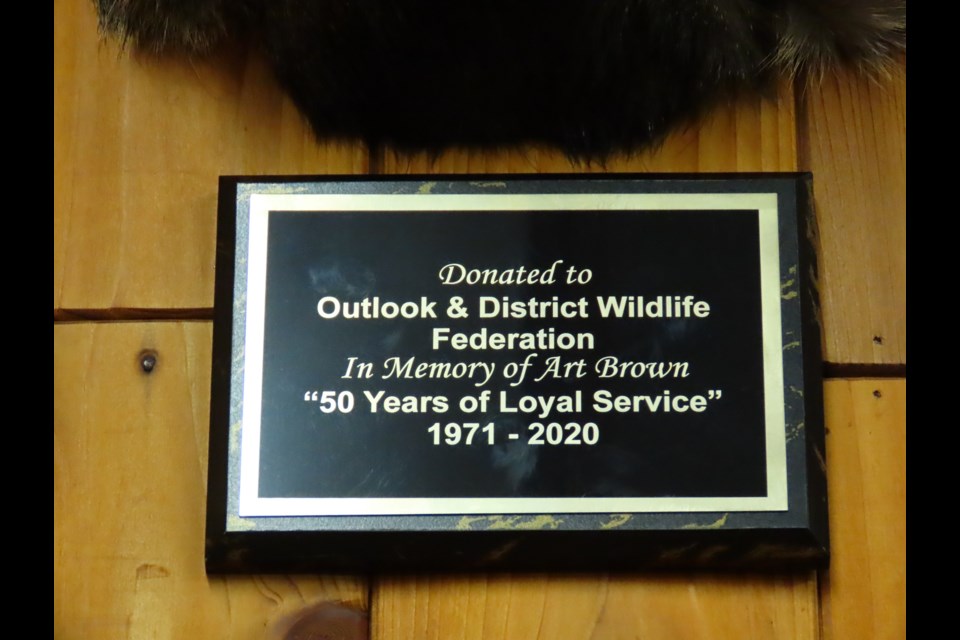 Donated to
Outlook & District Wildlife
Federation
In Memory of Art Brown
“50 Years of Loyal Service”
1971 - 2020